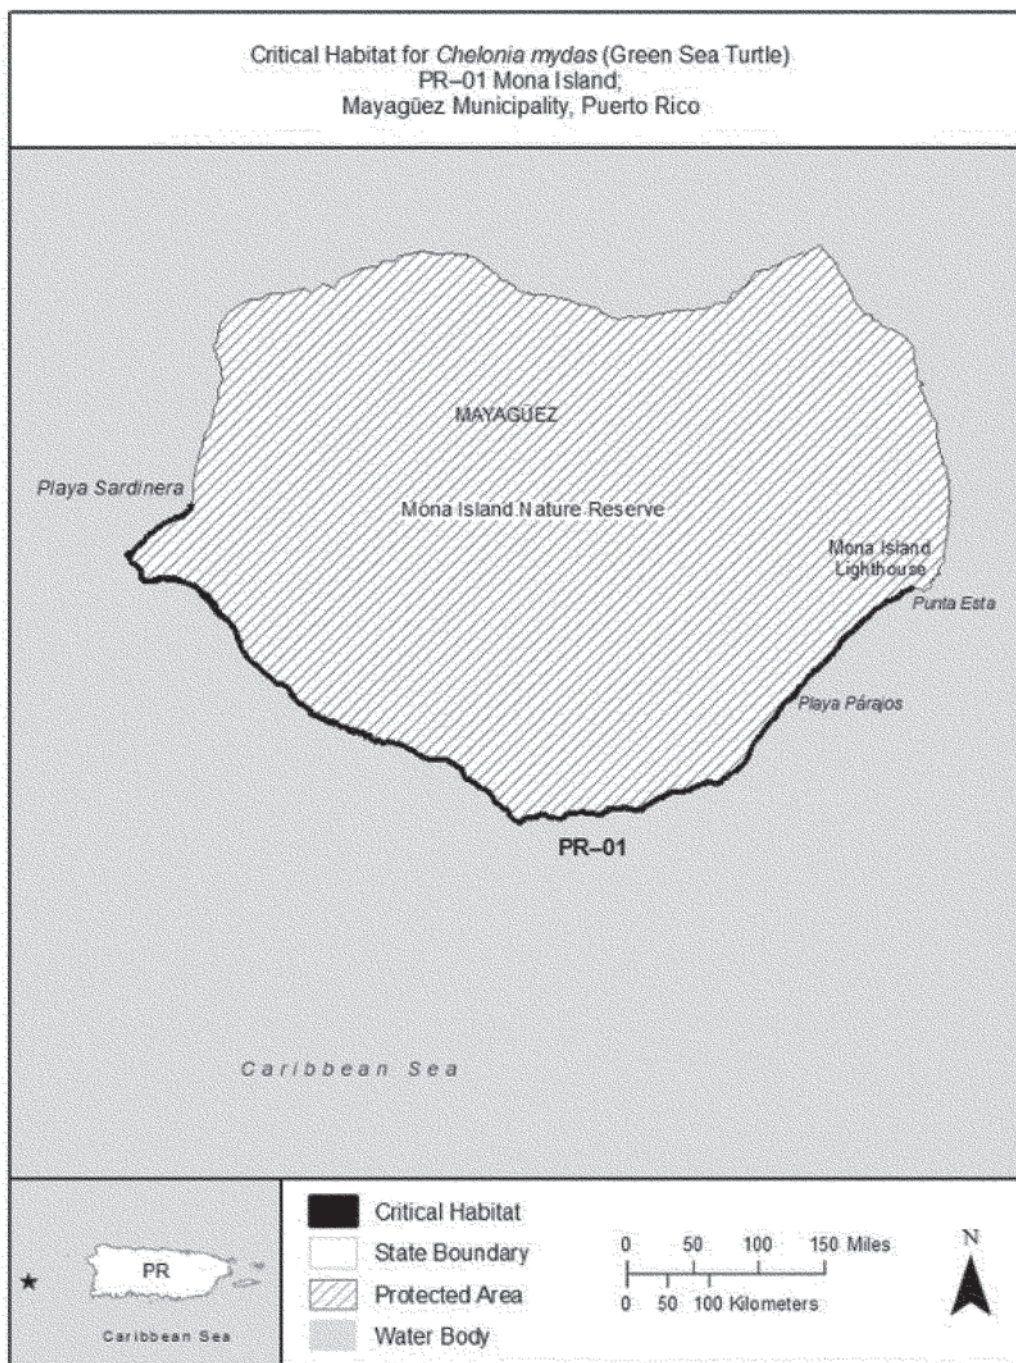 Critical Habitat for Chelonia mydas (Green Sea Turtle)
PR–01 Mona Island;
Mayagüez Municipality, Puerto Rico
MAYAGÜEZ
Playa Sardinera
Mona Island Nature Reserve
Mona Island
Lighthouse
Punta Esta
Playa Párajos
PR–01
Caribbean Sea
PR
Caribbean Sea
Critical Habitat
State Boundary
Protected Area
Water Body
0 50 100 150 Miles
0 50 100 Kilometers
N